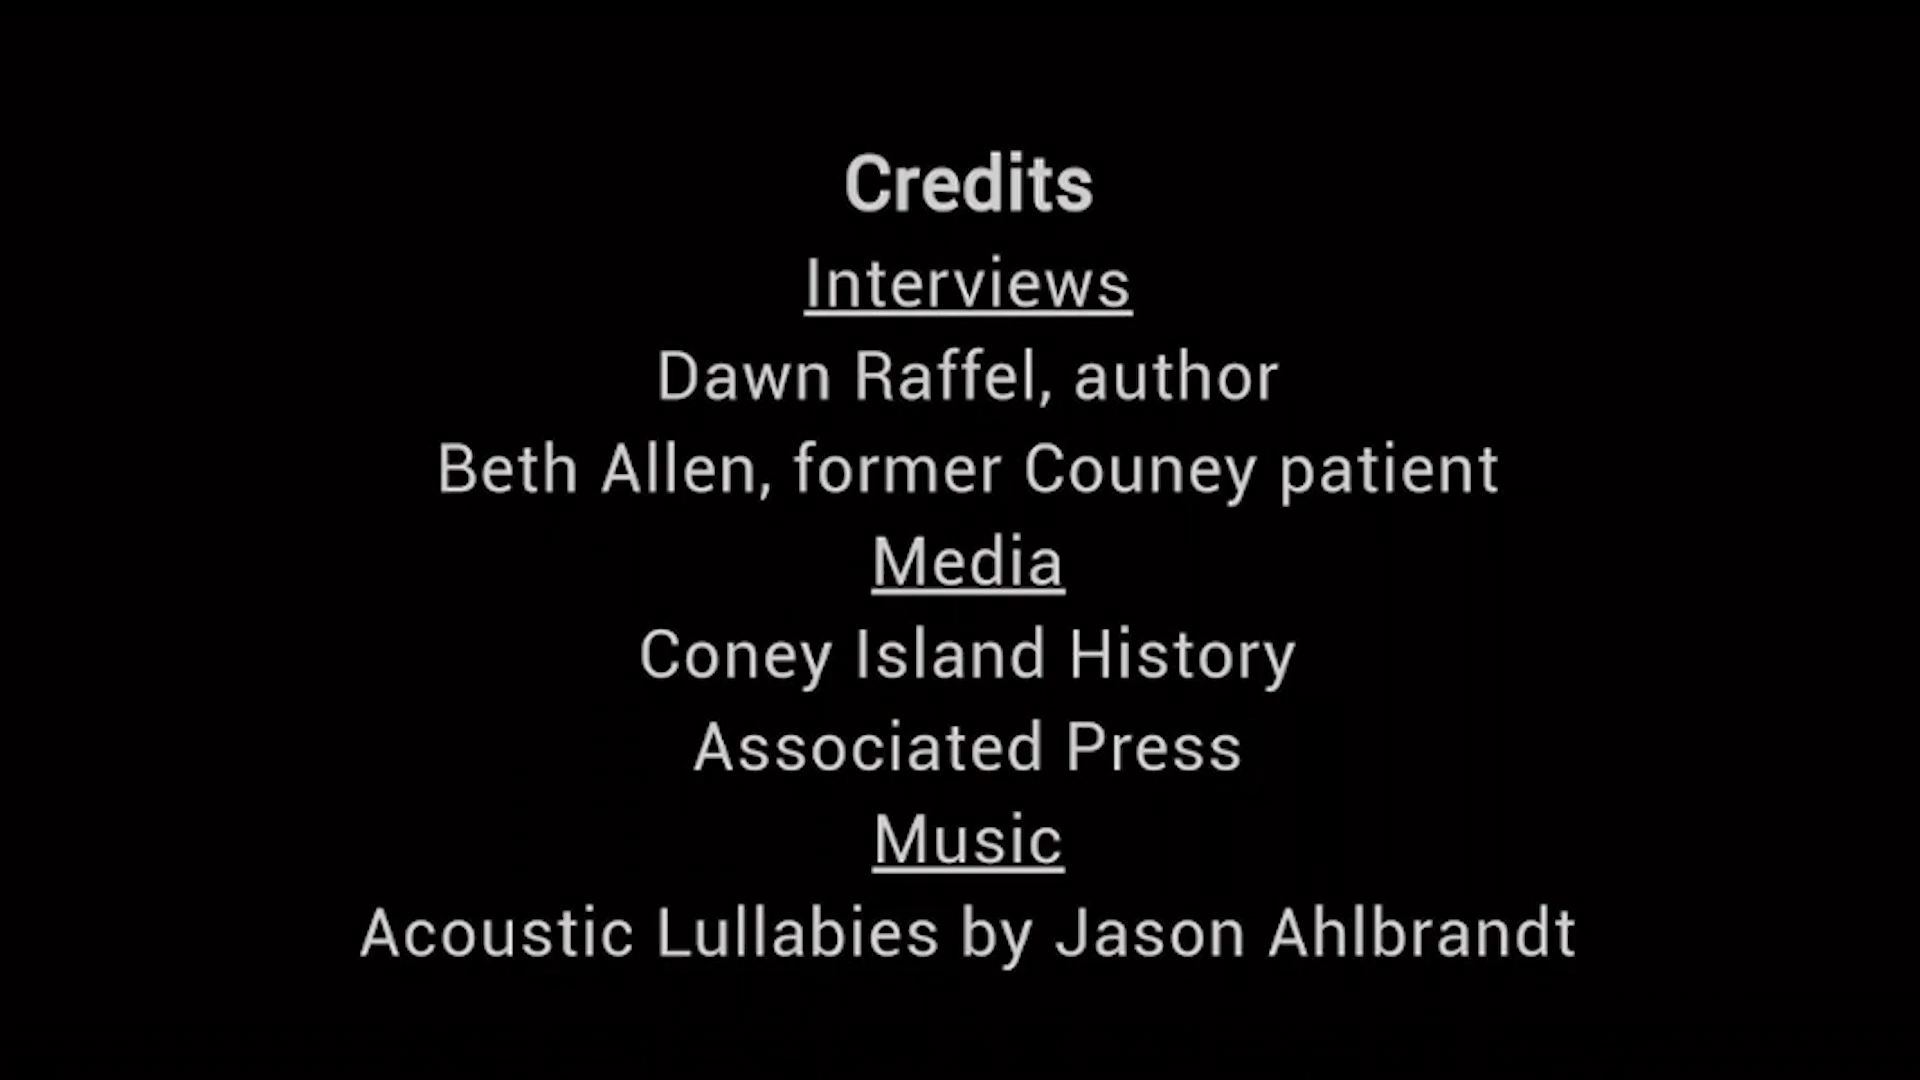 Credits
Interviews
Dawn Raffel, author
Beth Allen, former Couney patient
Media
Coney Island History
Associated Press
Music
Acoustic Lullabies by Jason Ahlbrandt